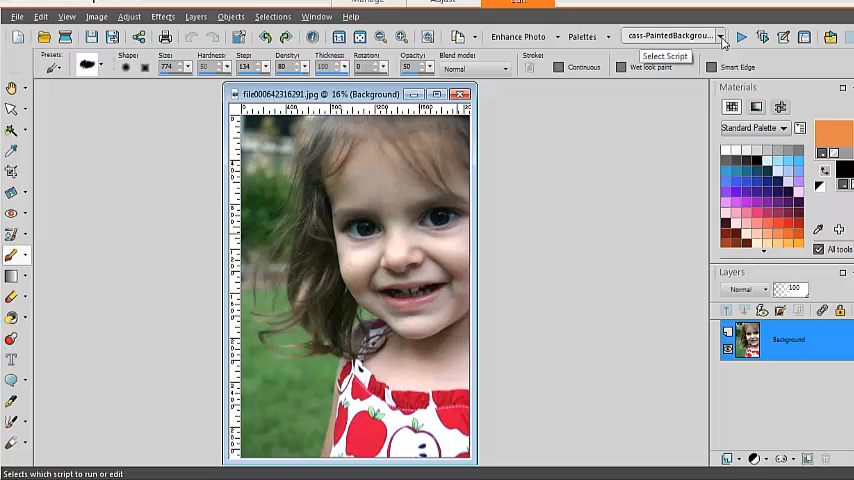 Manage Adjust Edit
File Edit View Image Adjust Effects Layers Objects Selections Window Help
Enhance Photo Palettes cass-PaintedBackgrou...
Select Script
Presets: Shape: Hardness: Size: Step: Density: Thickness: Rotation: Opacity: Blend Mode: Stroke:
774 50 134 80 100 0 50 Normal Continuous Wet look paint Smart Edge
file000642316291.jpg @ 16% (Background)
Materials
Standard Palette
All tools
Layers
Normal 100
Background
Selects which script to run or edit